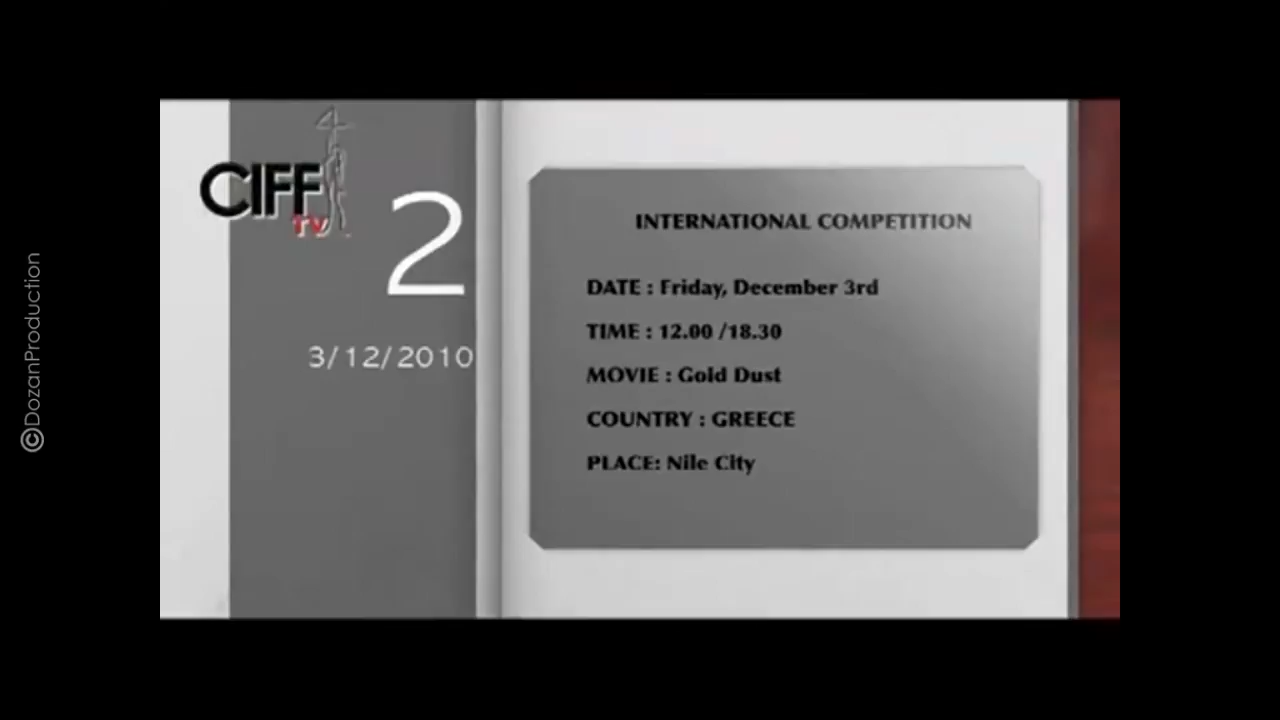 ©DozanProduction
CIFF
TV
2
3/12/2010
INTERNATIONAL COMPETITION
DATE : Friday, December 3rd
TIME : 12.00 /18.30
MOVIE : Gold Dust
COUNTRY : GREECE
PLACE: Nile City